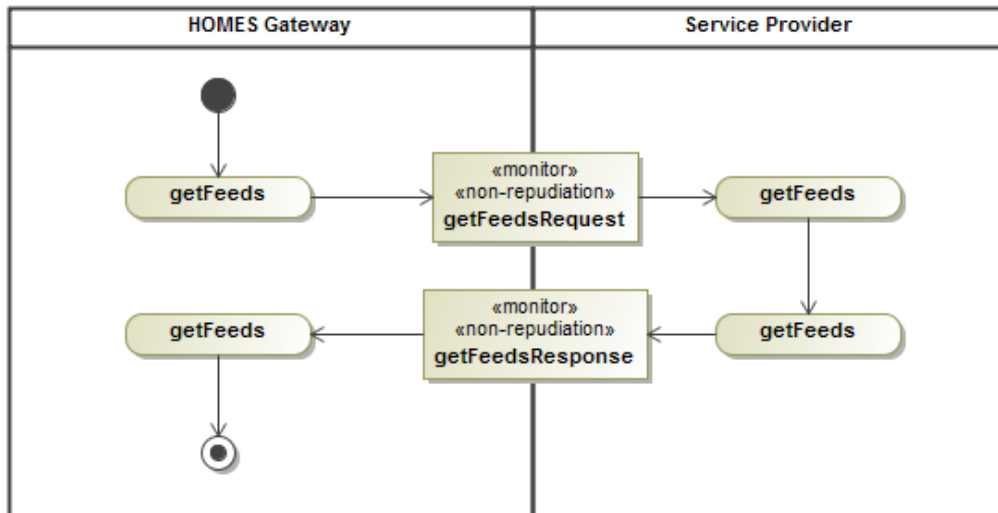 HOMES Gateway
Service Provider
getFeeds
«monitor»
«non-repudiation»
getFeedsRequest
getFeeds
getFeeds
«monitor»
«non-repudiation»
getFeedsResponse
getFeeds